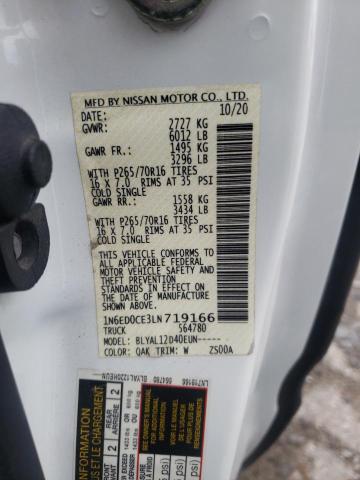 MFD BY NISSAN MOTOR CO., LTD.
DATE: 10/20
GVWR: 2727 KG
6012 LB
GAWR FR.: 1495 KG
3296 LB
WITH P265/70R16 TIRES
16 X 7.0 RIMS AT 35 PSI
COLD SINGLE
GAWR RR.: 1558 KG
3434 LB
WITH P265/70R16 TIRES
16 X 7.0 RIMS AT 35 PSI
COLD SINGLE
THIS VEHICLE CONFORMS TO
ALL APPLICABLE FEDERAL
MOTOR VEHICLE SAFETY
STANDARDS IN EFFECT ON
THE DATE OF MANUFACTURE
SHOWN ABOVE.
1N6ED0CE3LN719166
TRUCK 564780
MODEL: BLYAL12D40EUN-----
COLOR: QAK TRIM: W ZS00A
LN719166